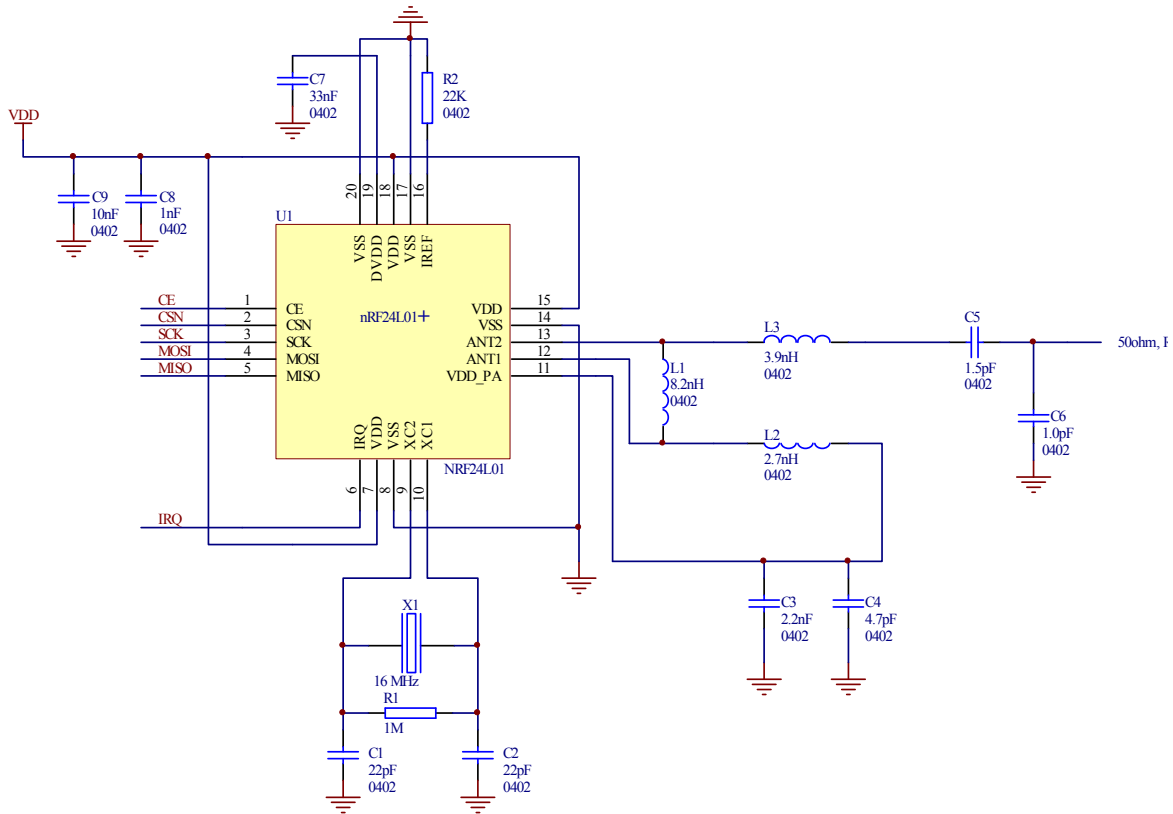 C7
33nF
0402
R2
22K
0402
VDD
C9
10nF
0402
C8
1nF
0402
20
19
18
17
16
U1
VSS
DVDD
VDD
VSS
IREF
CE
1
CE
CSN
2
CSN
SCK
3
SCK
MOSI
4
MOSI
MISO
5
MISO
nRF24L01+
VDD
15
VSS
14
ANT2
13
ANT1
12
VDD_PA
11
IRQ
VDD
VSS
XC2
XC1
NRF24L01
6
7
8
9
10
IRQ
L3
3.9nH
0402
C5
1.5pF
0402
50ohm, R
L1
8.2nH
0402
C6
1.0pF
0402
L2
2.7nH
0402
C3
2.2nF
0402
C4
4.7pF
0402
X1
16 MHz
R1
1M
C1
22pF
0402
C2
22pF
0402